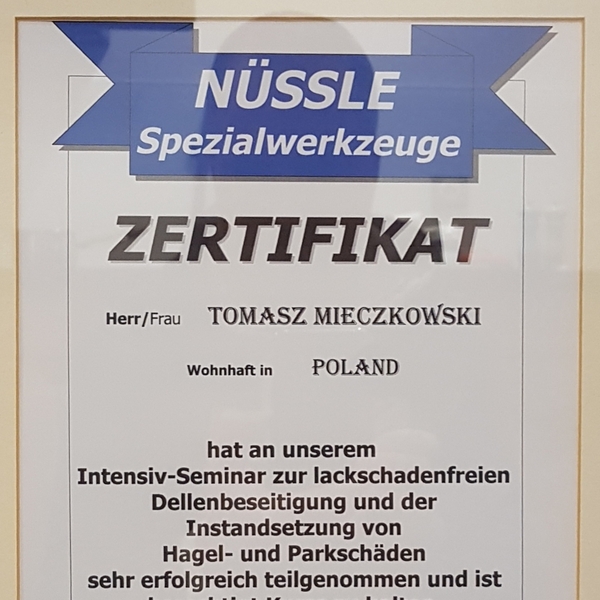 NÜSSLE
Spezialwerkzeuge
ZERTIFIKAT
Herr/Frau TOMASZ MIECZKOWSKI
Wohnhaft in POLAND
hat an unserem
Intensiv-Seminar zur lackschadenfreien
Dellenbeseitigung und der
Instandsetzung von
Hagel- und Parkschäden
sehr erfolgreich teilgenommen und ist